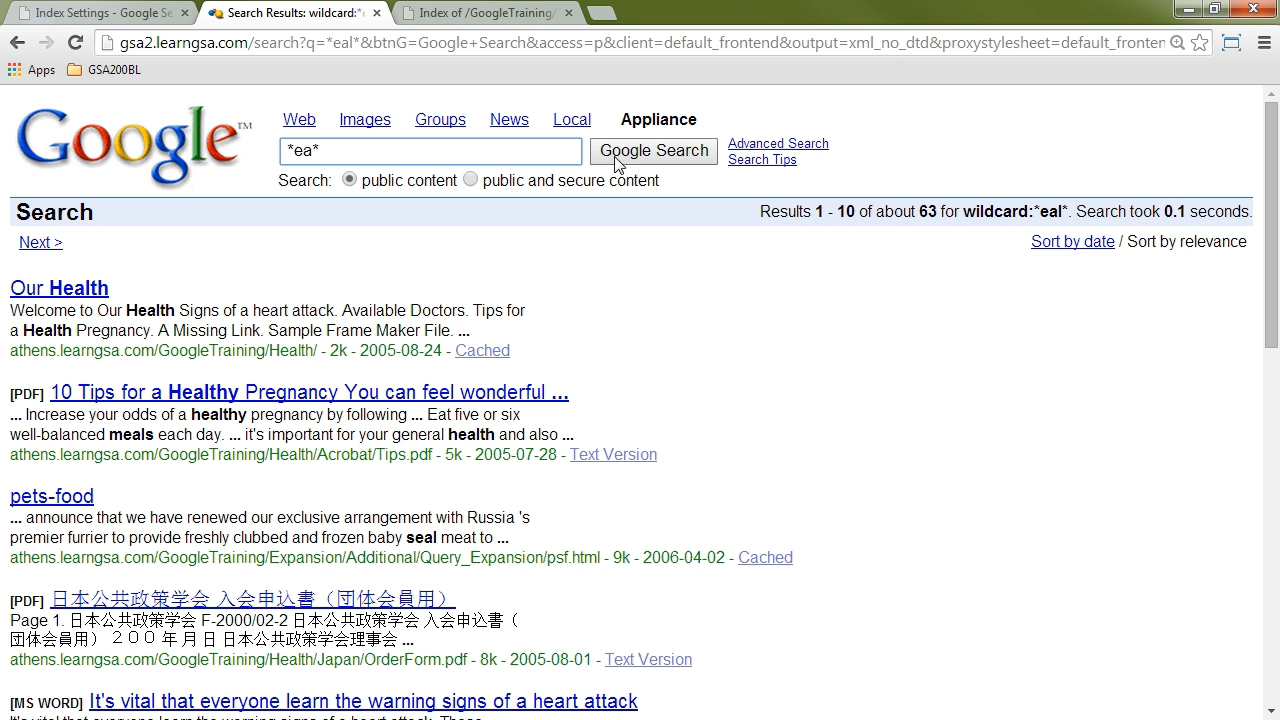 Index Settings - Google Se
Search Results: wildcard:*e
Index of /GoogleTraining/
gsa2.learngsa.com/search?q=*eal*&btnG=Google+Search&access=p&client=default_frontend&output=xml_no_dtd&proxystylesheet=default_fronten
Apps GSA200BL
Google™
Web Images Groups News Local Appliance
*ea*
Google Search
Advanced Search
Search Tips
Search: public content public and secure content
Search
Results 1 - 10 of about 63 for wildcard:*eal*. Search took 0.1 seconds.
Next >
Sort by date / Sort by relevance
Our Health
Welcome to Our Health Signs of a heart attack. Available Doctors. Tips for
a Health Pregnancy. A Missing Link. Sample Frame Maker File. ...
athens.learngsa.com/GoogleTraining/Health/ - 2k - 2005-08-24 - Cached
[PDF] 10 Tips for a Healthy Pregnancy You can feel wonderful ...
... Increase your odds of a healthy pregnancy by following ... Eat five or six
well-balanced meals each day. ... it's important for your general health and also ...
athens.learngsa.com/GoogleTraining/Health/Acrobat/Tips.pdf - 5k - 2005-07-28 - Text Version
pets-food
... announce that we have renewed our exclusive arrangement with Russia 's
premier furrier to provide freshly clubbed and frozen baby seal meat to ...
athens.learngsa.com/GoogleTraining/Expansion/Additional/Query_Expansion/psf.html - 9k - 2006-04-02 - Cached
[PDF] 日本公共政策学会 入会申込書（団体会員用）
Page 1. 日本公共政策学会 F-2000/02-2 日本公共政策学会 入会申込書（
団体会員用） ２００ 年 月 日 日本公共政策学会理事会 ...
athens.learngsa.com/GoogleTraining/Health/Japan/OrderForm.pdf - 8k - 2005-08-01 - Text Version
[MS WORD] It's vital that everyone learn the warning signs of a heart attack
It's vital that everyone learn the warning signs of a heart attack. These